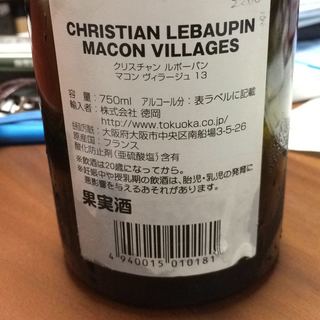 CHRISTIAN LEBAUPIN
MACON VILLAGES
クリスチャン ルボーパン
マコン ヴィラージュ 13
容 量：750ml アルコール分：表ラベルに記載
輸入者：株式会社 徳岡
http://www.tokuoka.co.jp/
引取先：大阪府大阪市中央区南船場3-5-26
原産国：フランス
酸化防止剤（亜硫酸塩）含有
※飲酒は20歳になってから。
※妊娠中や授乳期の飲酒は、胎児・乳児の発育に
悪影響を与えるおそれがあります。
果実酒
4 940015 010181